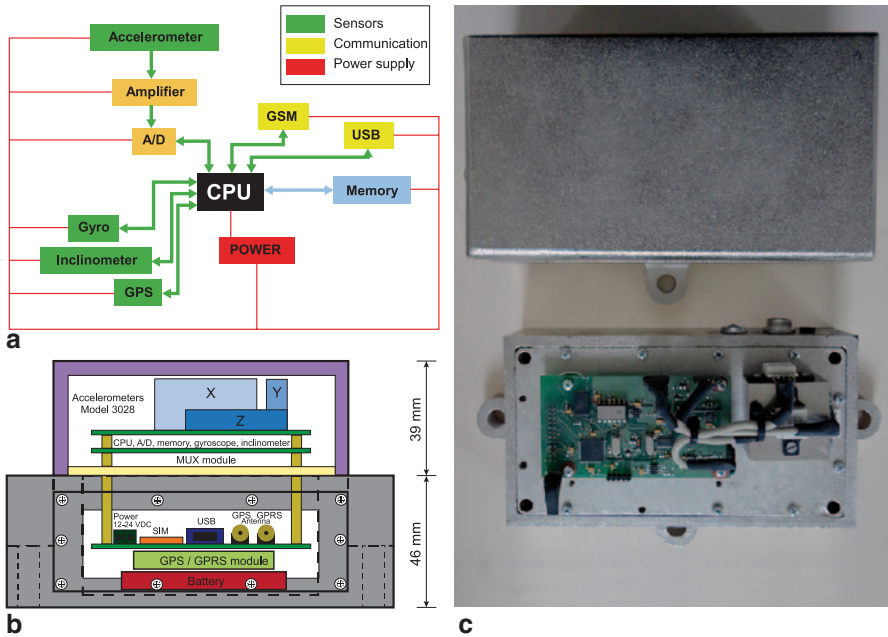 Accelerometer
Amplifier
A/D
Sensors
Communication
Power supply
GSM
USB
CPU
Memory
Gyro
Inclinometer
GPS
POWER
a
Accelerometers
Model 3028
X
Y
Z
CPU, A/D, memory, gyroscope, inclinometer
MUX module
39 mm
Power
12-24 VDC
SIM
USB
GPS GPRS
Antenna
GPS / GPRS module
Battery
46 mm
b
c